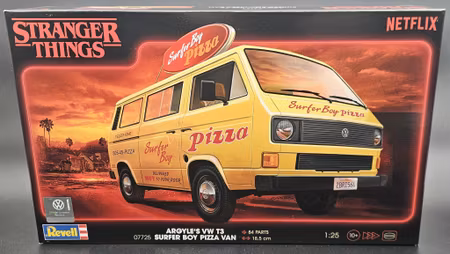 STRANGER
THINGS
NETFLIX
Surfer Boy
Pizza
Surfer Boy Pizza
Surfer
Boy
Pizza
Revell
ARGYLE'S VW T3
07725 SURFER BOY PIZZA VAN
84 PARTS
16.5 cm
1:25
10+